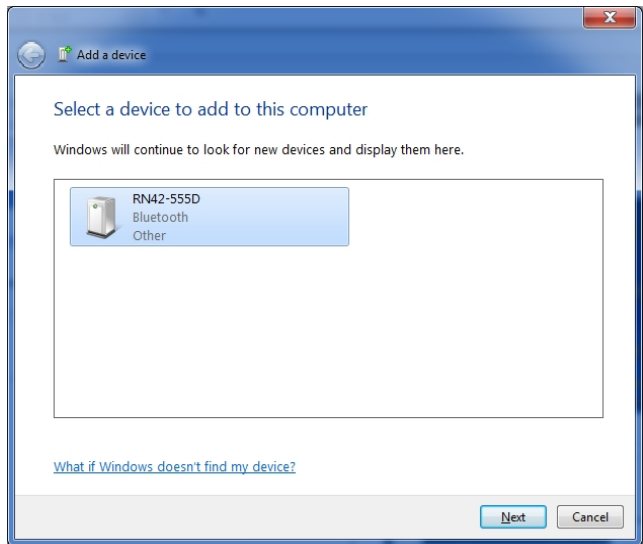 Add a device
Select a device to add to this computer
Windows will continue to look for new devices and display them here.
RN42-555D
Bluetooth
Other
What if Windows doesn't find my device?
Next Cancel